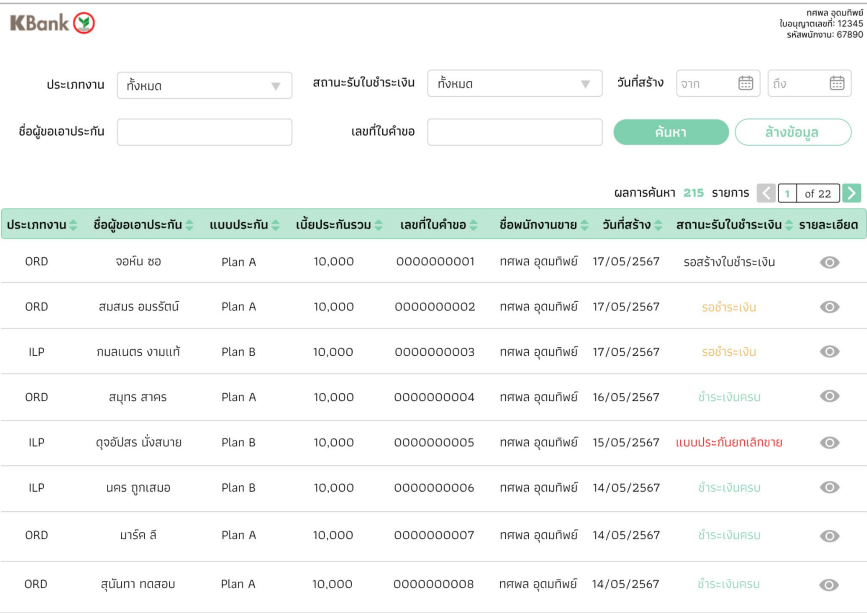 KBank
ทศพล อุดมทิพย์
ใบอนุญาตเลขที่: 12345
รหัสพนักงาน: 67890
ประเภทงาน ทั้งหมด สถานะรับใบชำระเงิน ทั้งหมด วันที่สร้าง จาก ถึง
ชื่อผู้ขอเอาประกัน เลขที่ใบคำขอ ค้นหา ล้างข้อมูล
ผลการค้นหา 215 รายการ 1 of 22
ประเภทงาน ชื่อผู้ขอเอาประกัน แบบประกัน เบี้ยประกันรวม เลขที่ใบคำขอ ชื่อพนักงานขาย วันที่สร้าง สถานะรับใบชำระเงิน รายละเอียด
ORD จอห์น ซอ Plan A 10,000 0000000001 ทศพล อุดมทิพย์ 17/05/2567 รอสร้างใบชำระเงิน
ORD สมสมร อมรรัตน์ Plan A 10,000 0000000002 ทศพล อุดมทิพย์ 17/05/2567 รอชำระเงิน
ILP กมลเนตร งามแท้ Plan B 10,000 0000000003 ทศพล อุดมทิพย์ 17/05/2567 รอชำระเงิน
ORD สมุทร สาคร Plan A 10,000 0000000004 ทศพล อุดมทิพย์ 16/05/2567 ชำระเงินครบ
ILP ดุจอัปสร นั่งสบาย Plan B 10,000 0000000005 ทศพล อุดมทิพย์ 15/05/2567 แบบประกันยกเลิกขาย
ILP นคร ถูกเสมอ Plan B 10,000 0000000006 ทศพล อุดมทิพย์ 14/05/2567 ชำระเงินครบ
ORD มาร์ค ลี Plan A 10,000 0000000007 ทศพล อุดมทิพย์ 14/05/2567 ชำระเงินครบ
ORD สุนันทา ทดสอบ Plan A 10,000 0000000008 ทศพล อุดมทิพย์ 14/05/2567 ชำระเงินครบ